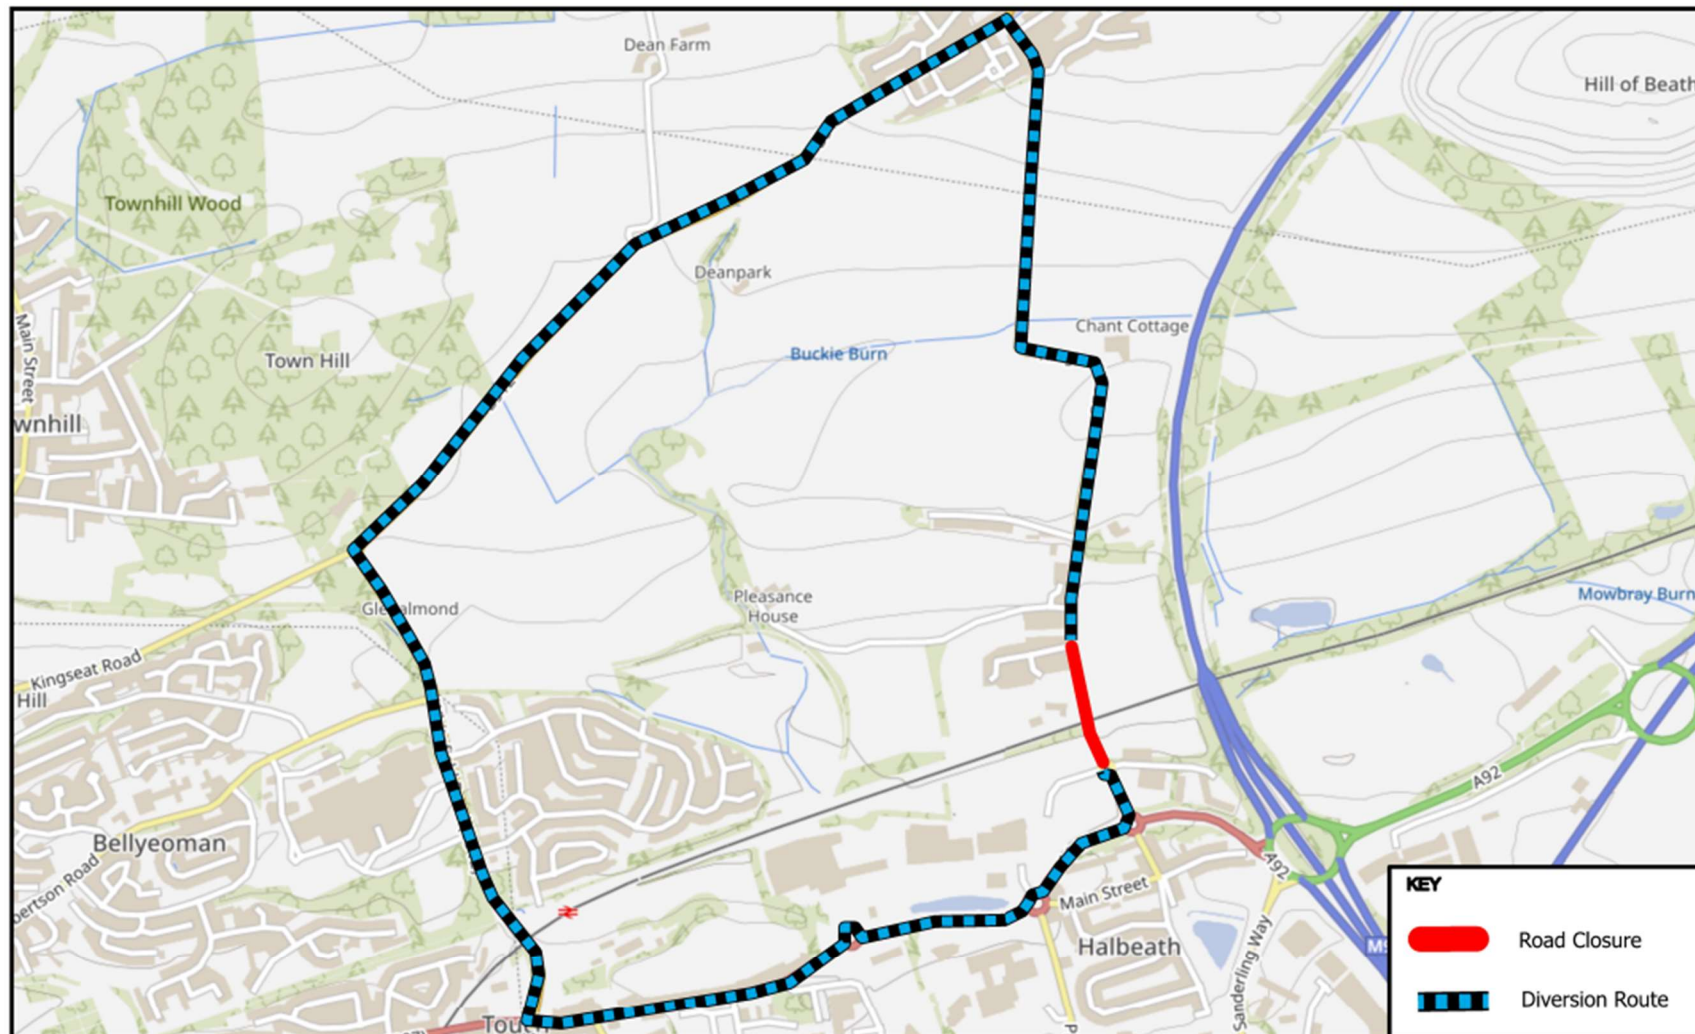 Dean Farm
Hill of Beath
Townhill Wood
Deanpark
Chant Cottage
Main Street
Buckie Burn
Town Hill
wnhill
Pleasance
House
Mowbray Burn
Kingseat Road
Hill
A92
Bellyeoman
bertson Road
A92
Main Street
Halbeath
Sanderling Way
M9
KEY
Road Closure
Diversion Route